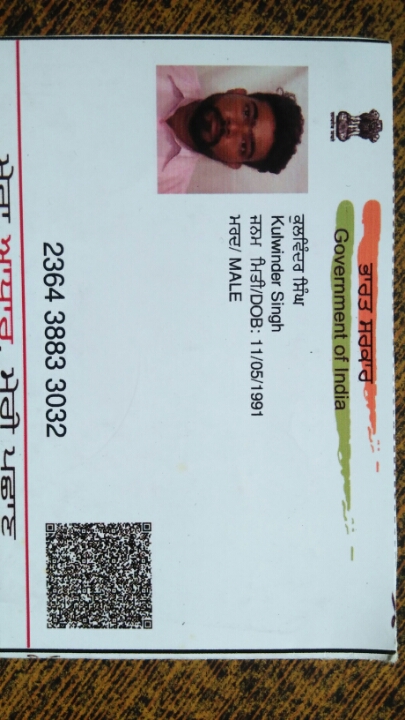 ਭਾਰਤ ਸਰਕਾਰ
Government of India
ਕੁਲਵਿੰਦਰ ਸਿੰਘ
Kulwinder Singh
ਜਨਮ ਮਿਤੀ/DOB: 11/05/1991
ਮਰਦ/ MALE
2364 3883 3032
ਮੇਰਾ ਆਧਾਰ, ਮੇਰੀ ਪਛਾਣ